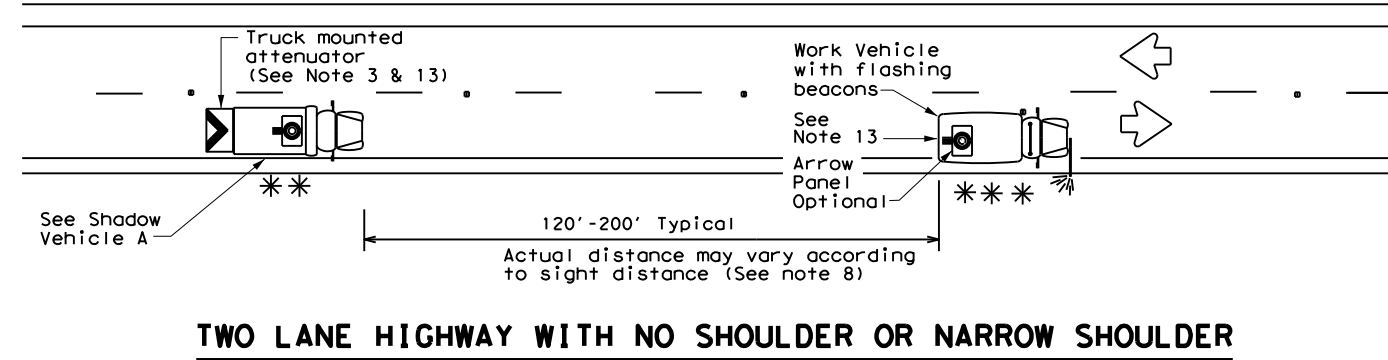 Truck mounted
attenuator
(See Note 3 & 13)
Work Vehicle
with flashing
beacons
See
Note 13
Arrow
Panel
Optional
See Shadow
Vehicle A
120'-200' Typical
Actual distance may vary according
to sight distance (See note 8)
TWO LANE HIGHWAY WITH NO SHOULDER OR NARROW SHOULDER